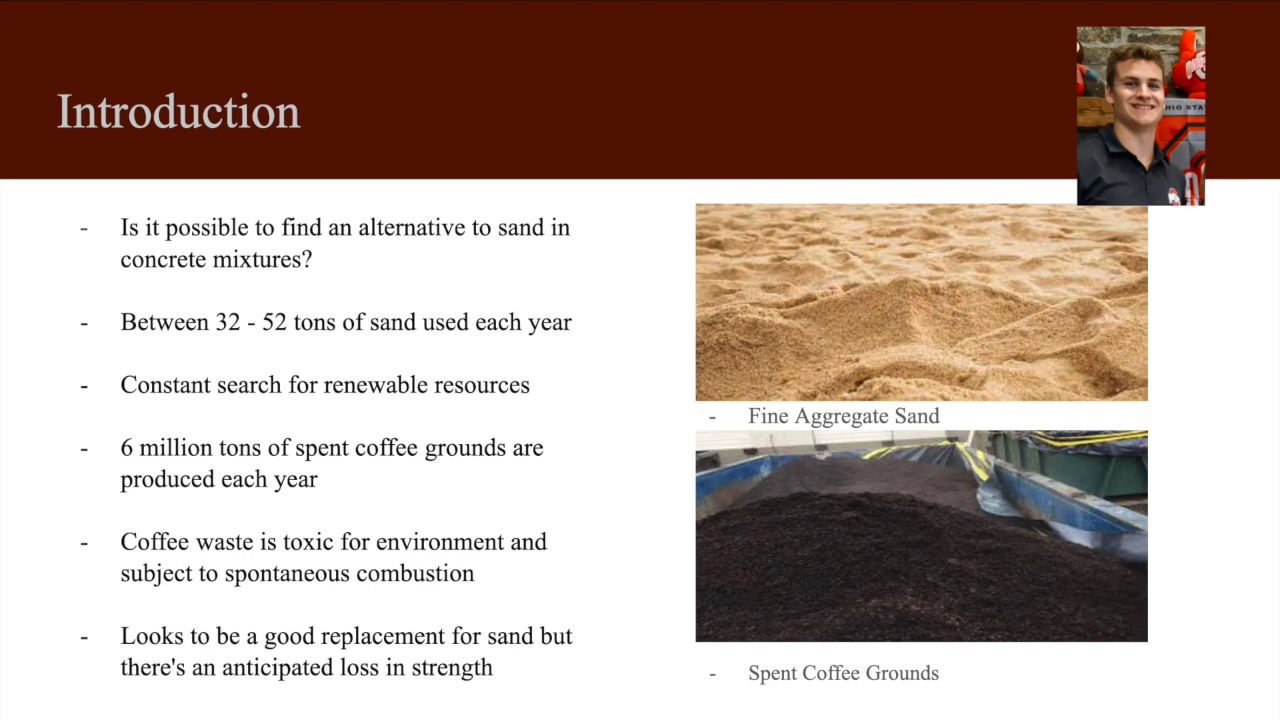 Introduction
- Is it possible to find an alternative to sand in
concrete mixtures?
- Between 32 - 52 tons of sand used each year
- Constant search for renewable resources
- 6 million tons of spent coffee grounds are
produced each year
- Coffee waste is toxic for environment and
subject to spontaneous combustion
- Looks to be a good replacement for sand but
there's an anticipated loss in strength
- Fine Aggregate Sand
- Spent Coffee Grounds